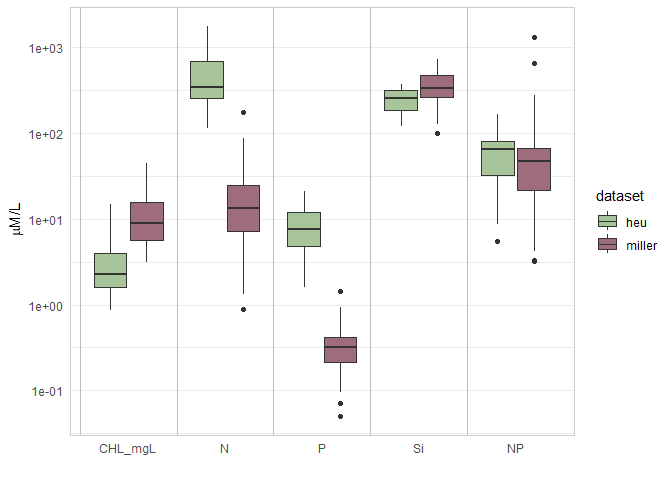 1e+03
1e+02
1e+01
1e+00
1e-01
μM/L
CHL_mgL N P Si NP
dataset
heu
miller